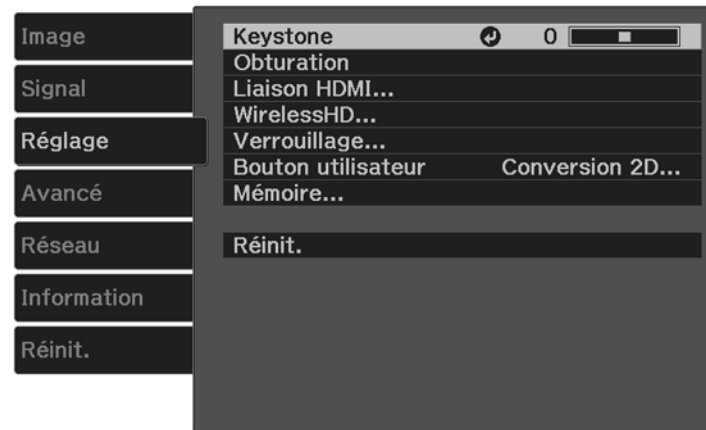 Image
Signal
Réglage
Avancé
Réseau
Information
Réinit.
Keystone 0
Obturation
Liaison HDMI...
WirelessHD...
Verrouillage...
Bouton utilisateur Conversion 2D...
Mémoire...
Réinit.